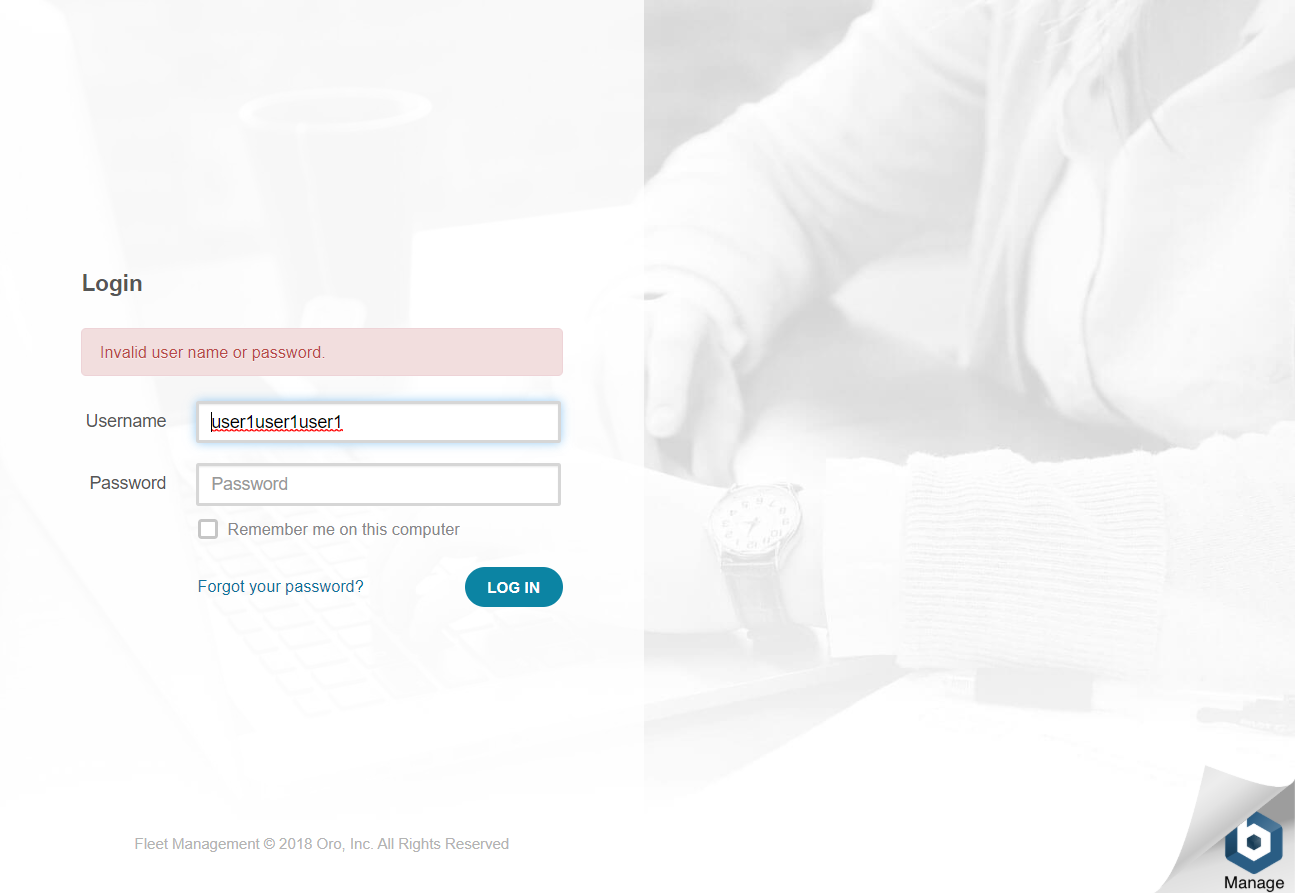 Login
Invalid user name or password.
Username
user1user1user1
Password
Password
Remember me on this computer
Forgot your password?
LOG IN
Fleet Management © 2018 Oro, Inc. All Rights Reserved
Manage